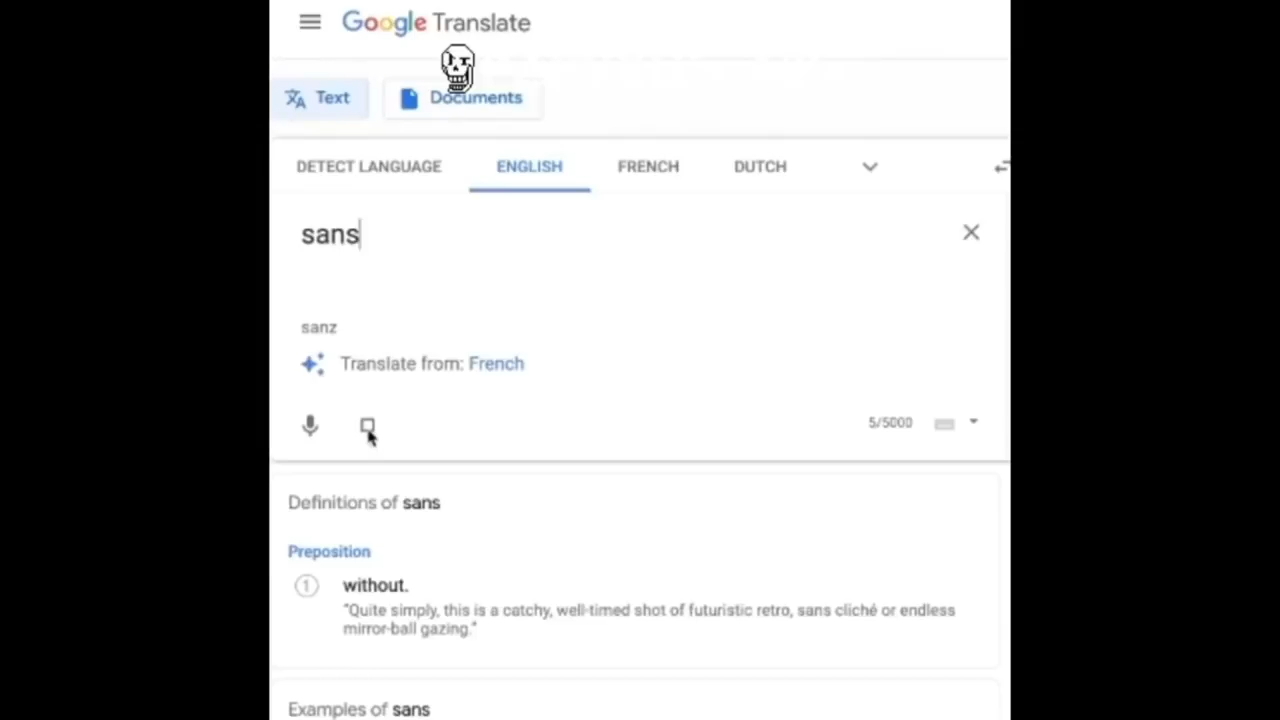 Google Translate
Text Documents
DETECT LANGUAGE ENGLISH FRENCH DUTCH
sans
sanz
Translate from: French
5/5000
Definitions of sans
Preposition
1 without.
"Quite simply, this is a catchy, well-timed shot of futuristic retro, sans cliché or endless
mirror-ball gazing."
Examples of sans